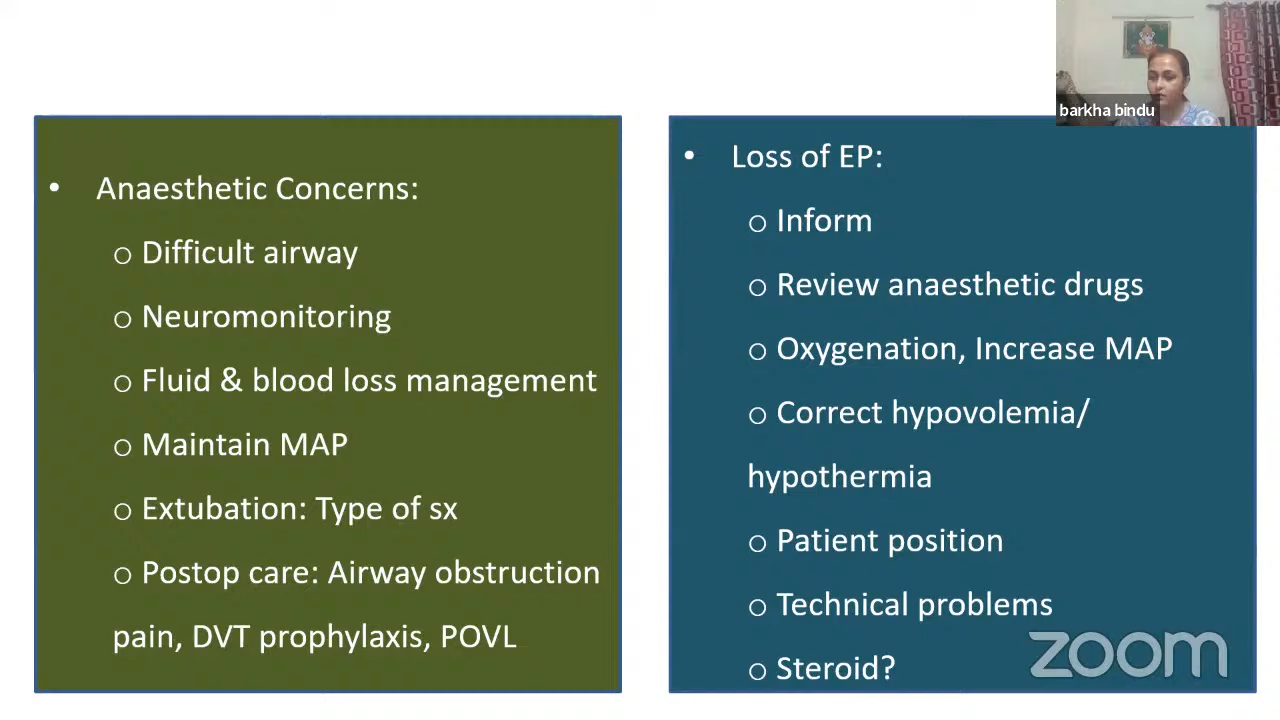 barkha bindu
• Anaesthetic Concerns:
o Difficult airway
o Neuromonitoring
o Fluid & blood loss management
o Maintain MAP
o Extubation: Type of sx
o Postop care: Airway obstruction
pain, DVT prophylaxis, POVL
• Loss of EP:
o Inform
o Review anaesthetic drugs
o Oxygenation, Increase MAP
o Correct hypovolemia/
hypothermia
o Patient position
o Technical problems
o Steroid?
zoom